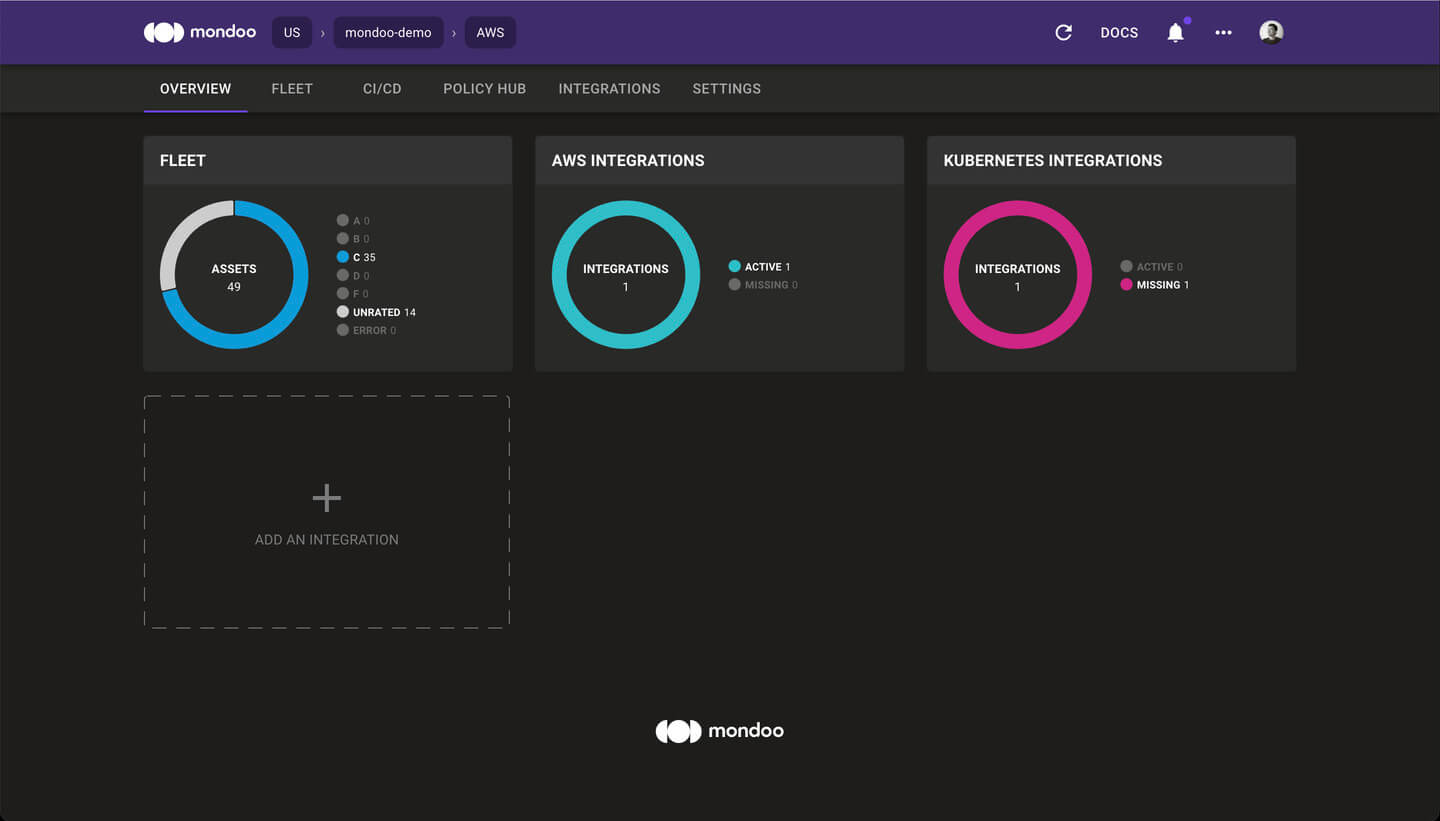 mondoo US › mondoo-demo › AWS DOCS
OVERVIEW FLEET CI/CD POLICY HUB INTEGRATIONS SETTINGS
FLEET
ASSETS
49
A 0
B 0
C 35
D 0
F 0
UNRATED 14
ERROR 0
AWS INTEGRATIONS
INTEGRATIONS
1
ACTIVE 1
MISSING 0
KUBERNETES INTEGRATIONS
INTEGRATIONS
1
ACTIVE 0
MISSING 1
ADD AN INTEGRATION
mondoo